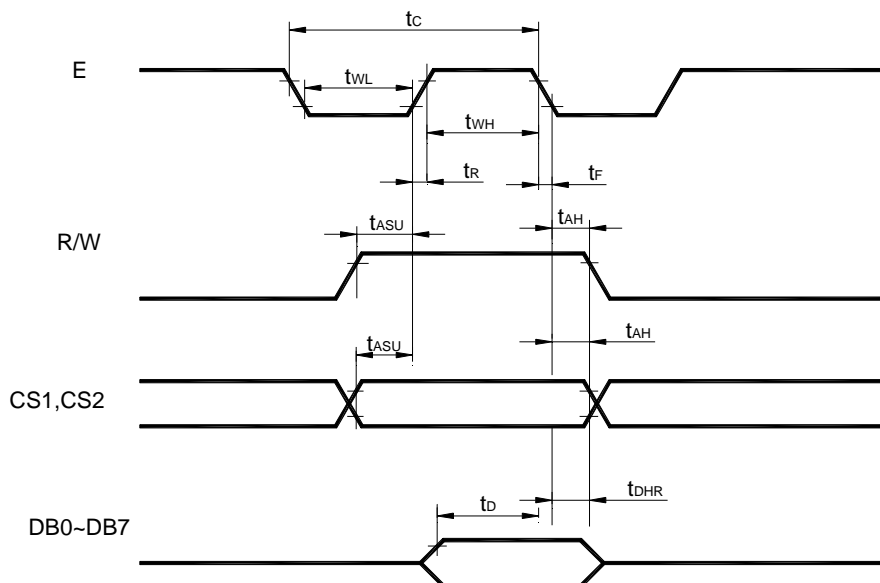 tC
E
tWL
tWH
tR
tF
tASU
tAH
R/W
tASU
tAH
CS1,CS2
tD
tDHR
DB0~DB7